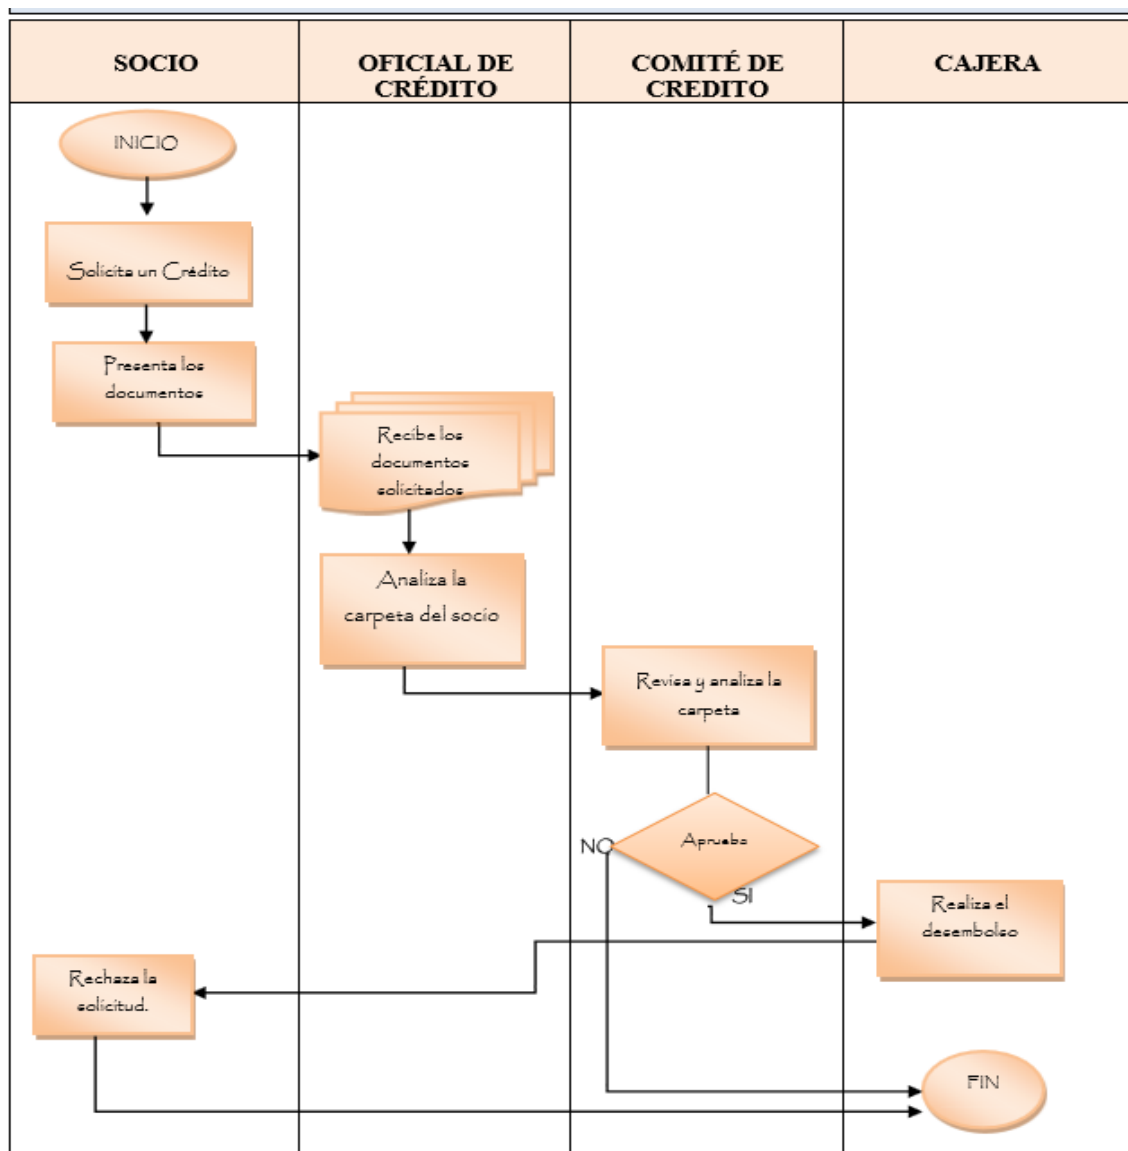 SOCIO
OFICIAL DE
CRÉDITO
COMITÉ DE
CREDITO
CAJERA
INICIO
Solicita un Crédito
Presenta los
documentos
Recibe los
documentos
solicitados
Analiza la
carpeta del socio
Revisa y analiza la
carpeta
NO
Aprueba
SI
Realiza el
desembolso
Rechaza la
solicitud.
FIN